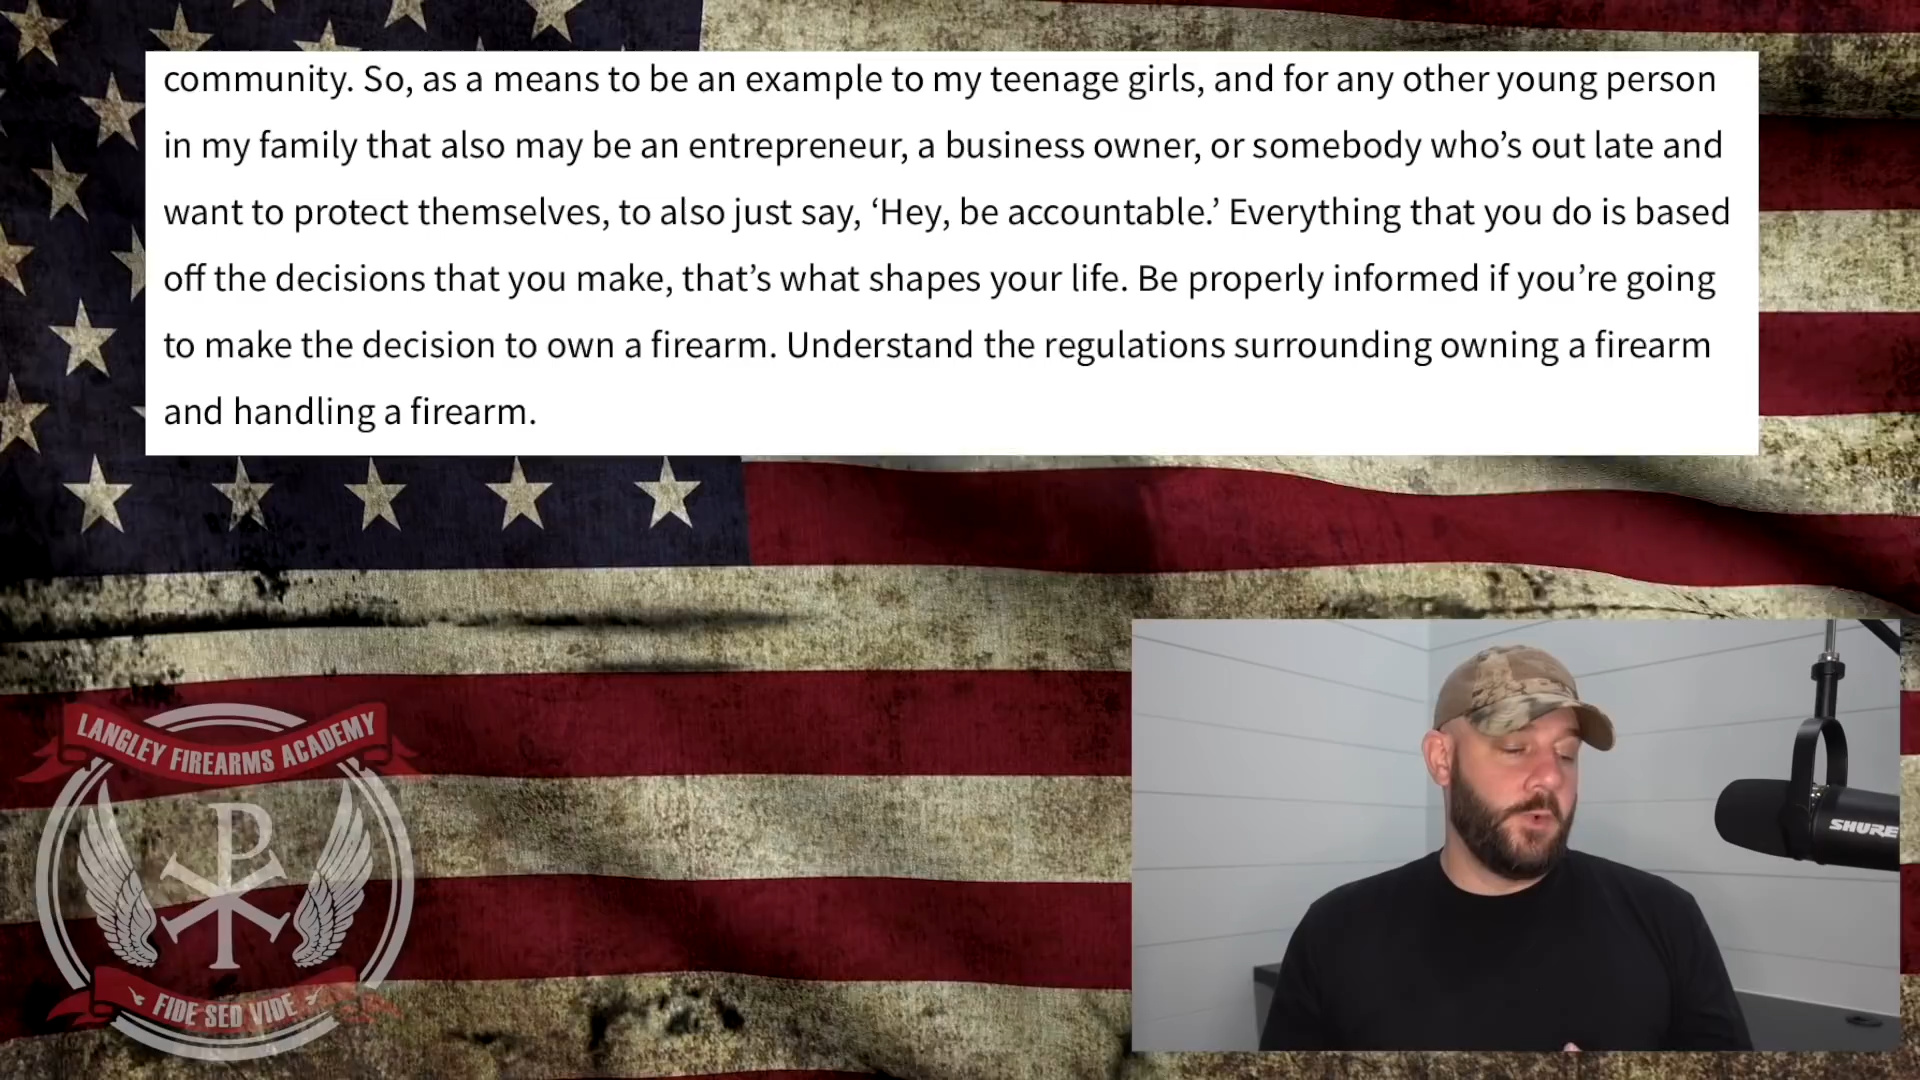 community. So, as a means to be an example to my teenage girls, and for any other young person
in my family that also may be an entrepreneur, a business owner, or somebody who’s out late and
want to protect themselves, to also just say, ‘Hey, be accountable.’ Everything that you do is based
off the decisions that you make, that’s what shapes your life. Be properly informed if you’re going
to make the decision to own a firearm. Understand the regulations surrounding owning a firearm
and handling a firearm.
LANGLEY FIREARMS ACADEMY
FIDE SED VIDE
SHURE